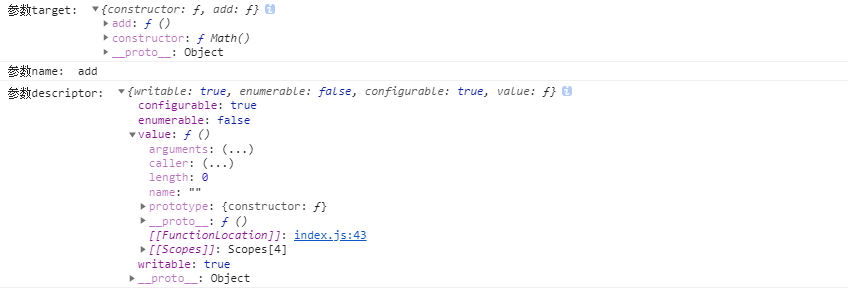 参数target: ▼{constructor: ƒ, add: ƒ} i
▶add: ƒ ()
▶constructor: ƒ Math()
▶__proto__: Object
参数name: add
参数descriptor: ▼{writable: true, enumerable: false, configurable: true, value: ƒ} i
configurable: true
enumerable: false
▼value: ƒ ()
arguments: (...)
caller: (...)
length: 0
name: ""
▶prototype: {constructor: ƒ}
▶__proto__: ƒ ()
[[FunctionLocation]]: index.js:43
▶[[Scopes]]: Scopes[4]
writable: true
▶__proto__: Object